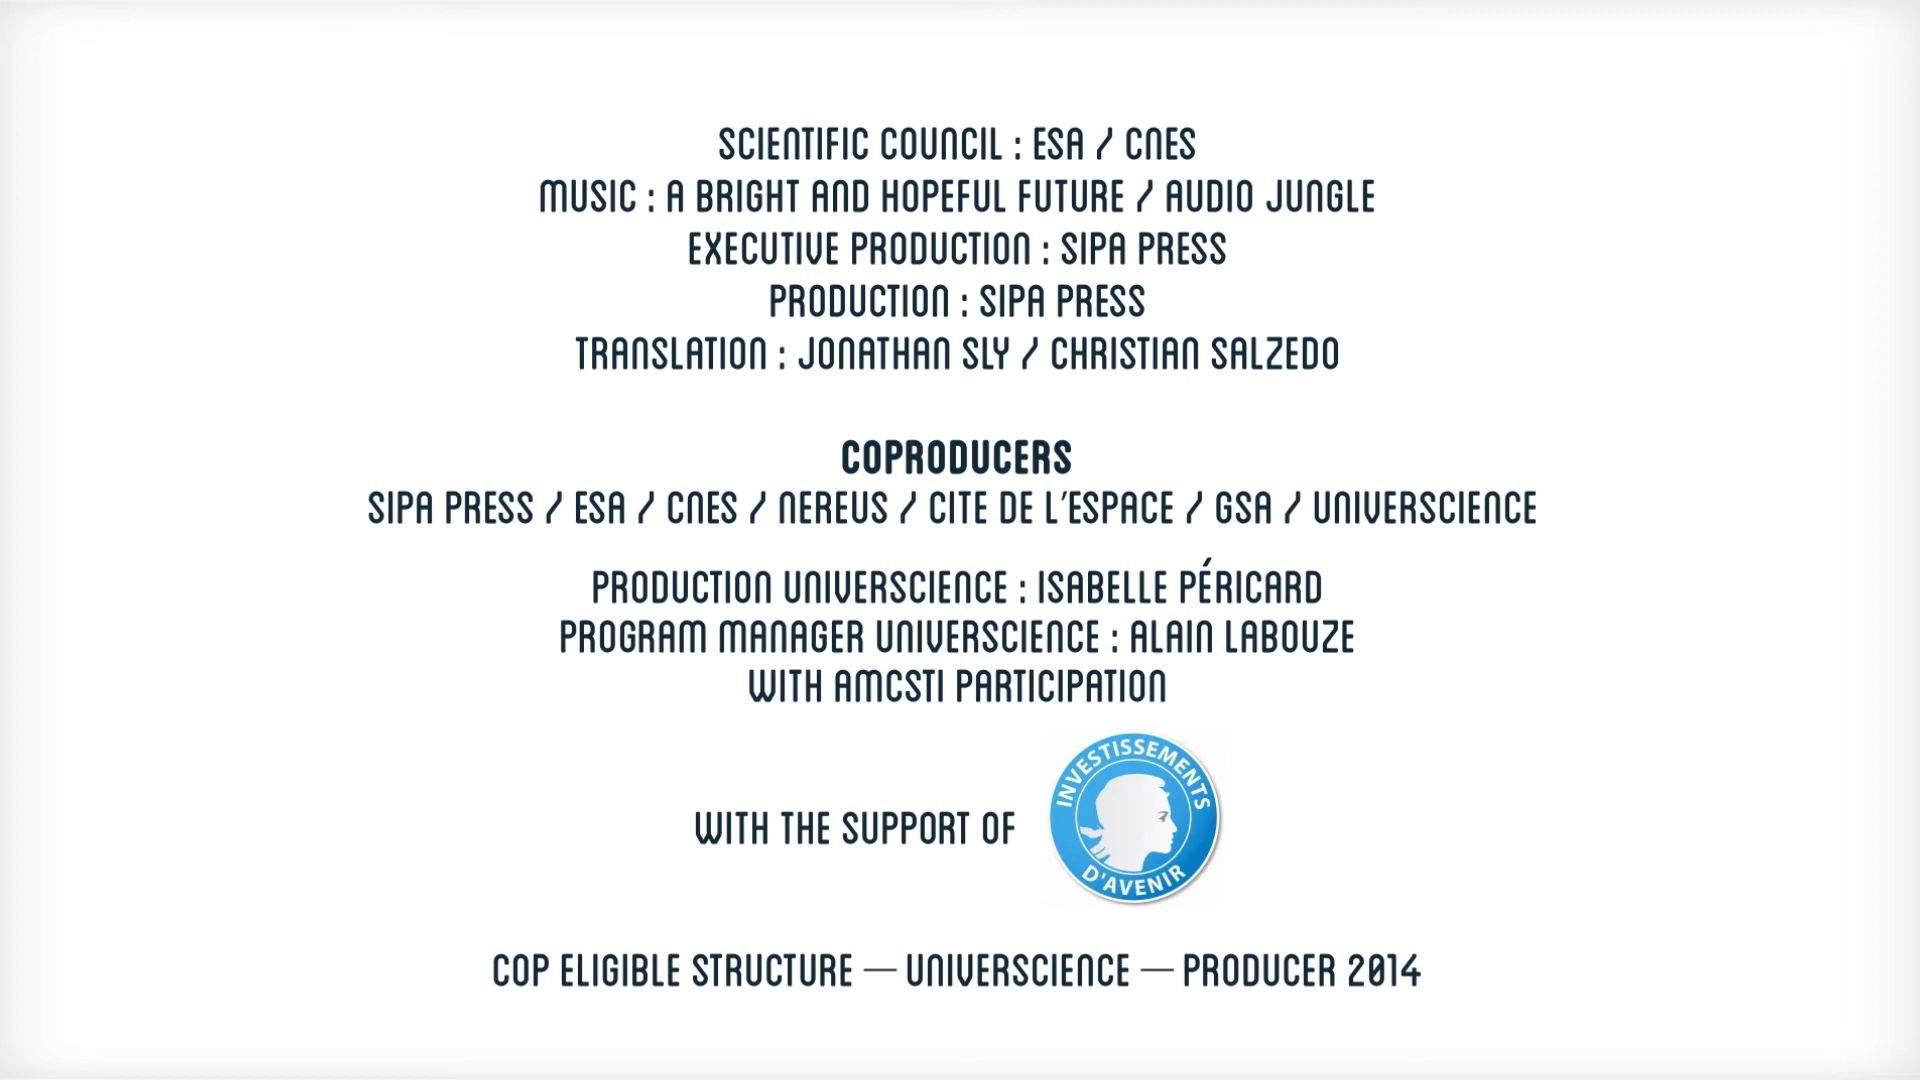 SCIENTIFIC COUNCIL : ESA / CNES
MUSIC : A BRIGHT AND HOPEFUL FUTURE / AUDIO JUNGLE
EXECUTIVE PRODUCTION : SIPA PRESS
PRODUCTION : SIPA PRESS
TRANSLATION : JONATHAN SLY / CHRISTIAN SALZEDO
COPRODUCERS
SIPA PRESS / ESA / CNES / NEREUS / CITE DE L'ESPACE / GSA / UNIVERSCIENCE
PRODUCTION UNIVERSCIENCE : ISABELLE PÉRICARD
PROGRAM MANAGER UNIVERSCIENCE : ALAIN LABOUZE
WITH AMCSTI PARTICIPATION
WITH THE SUPPORT OF
INVESTISSEMENTS
D'AVENIR
COP ELIGIBLE STRUCTURE — UNIVERSCIENCE — PRODUCER 2014